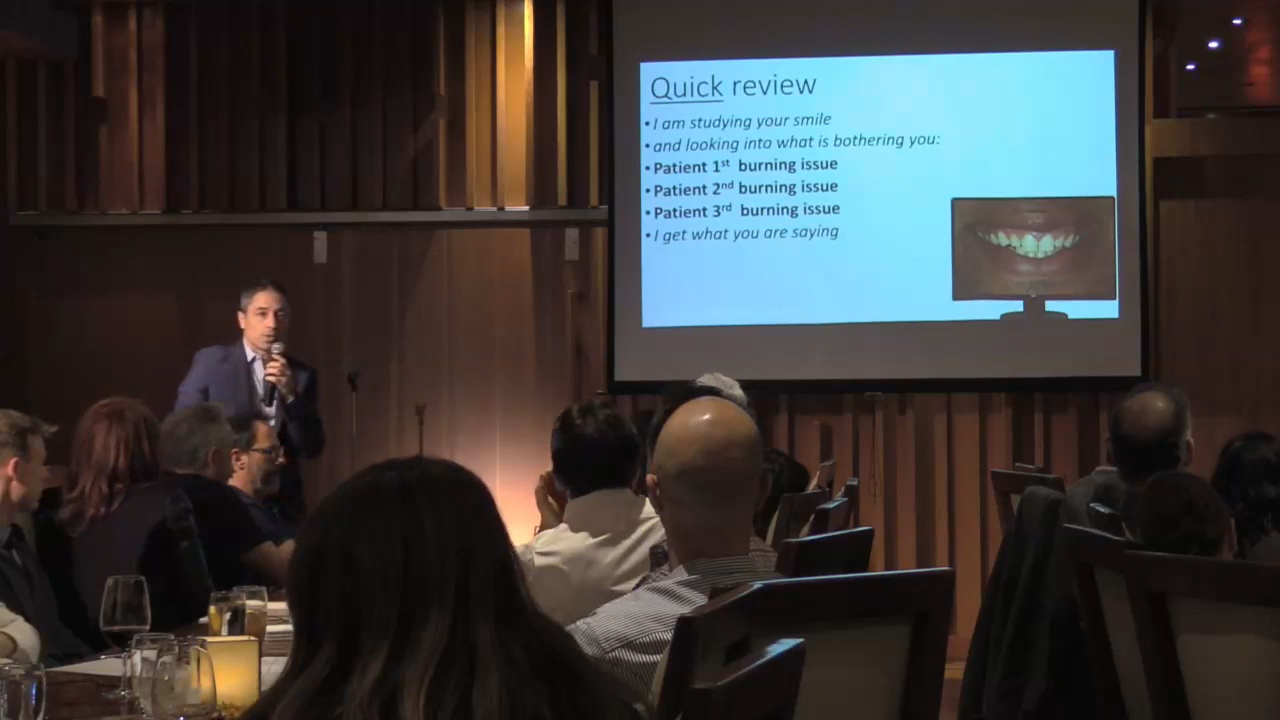 Quick review
• I am studying your smile
• and looking into what is bothering you:
• Patient 1st burning issue
• Patient 2nd burning issue
• Patient 3rd burning issue
• I get what you are saying